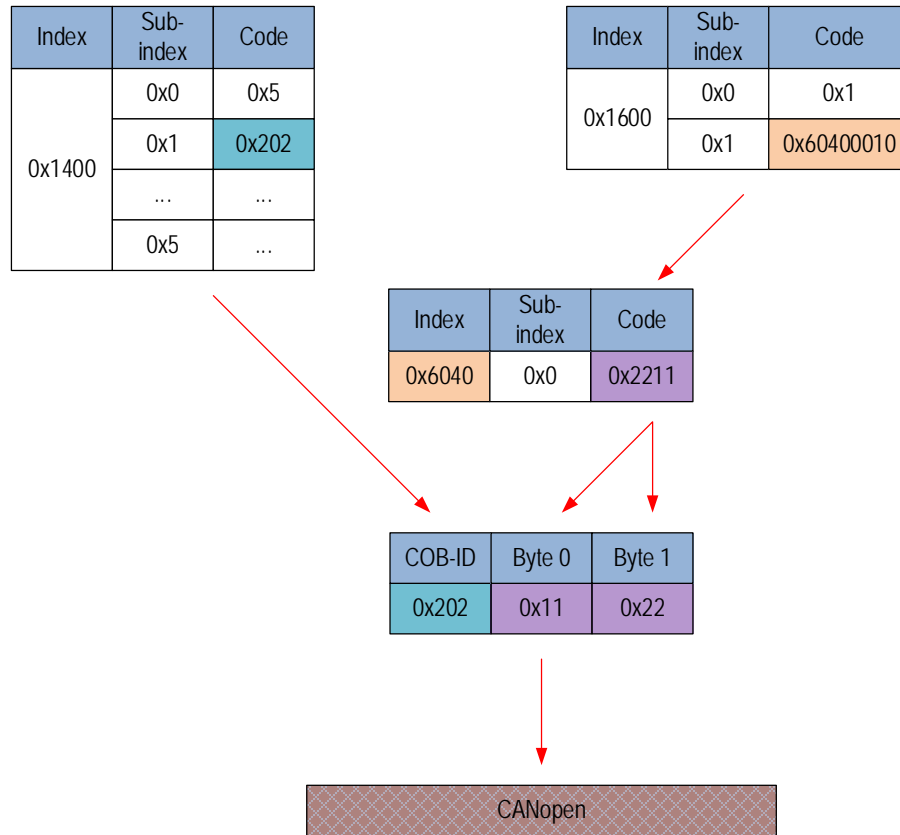 Index Sub-index Code
0x1400 0x0 0x5
0x1 0x202
... ...
0x5 ...
Index Sub-index Code
0x1600 0x0 0x1
0x1 0x60400010
Index Sub-index Code
0x6040 0x0 0x2211
COB-ID Byte 0 Byte 1
0x202 0x11 0x22
CANopen